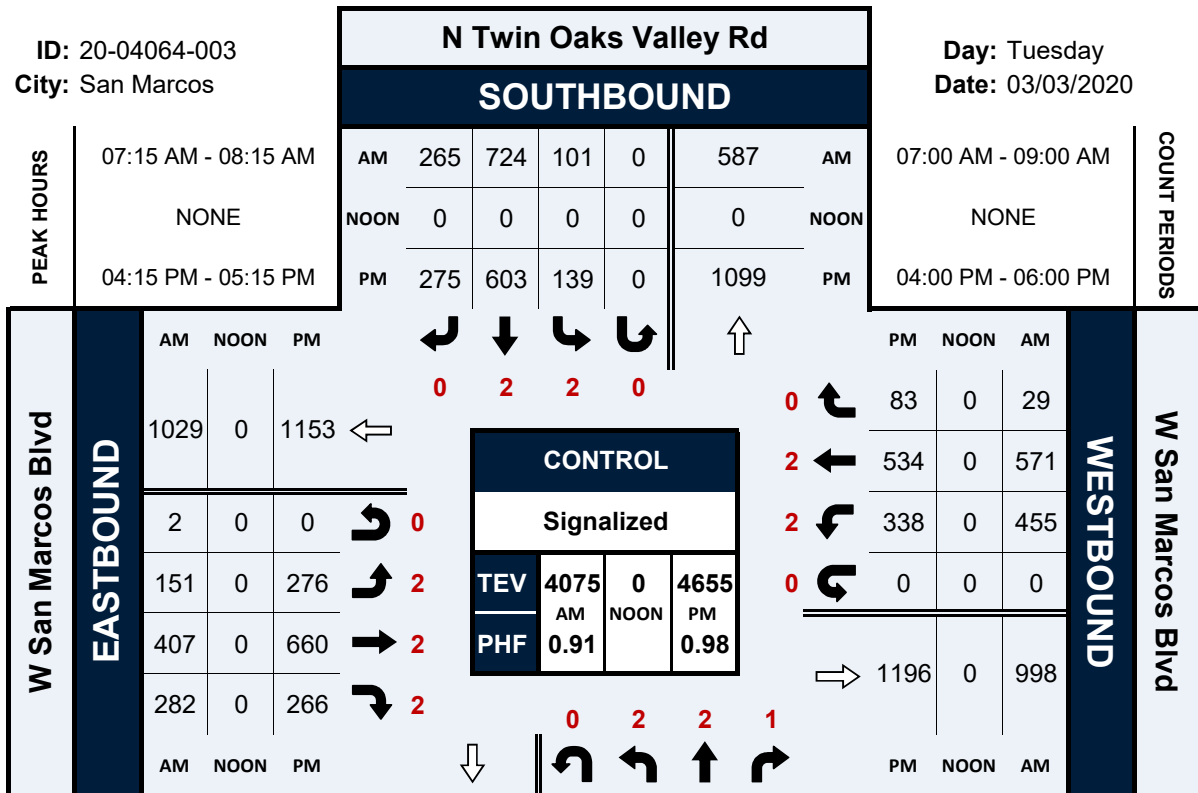 ID: 20-04064-003
City: San Marcos
N Twin Oaks Valley Rd
SOUTHBOUND
Day: Tuesday
Date: 03/03/2020
PEAK HOURS
07:15 AM - 08:15 AM
NONE
04:15 PM - 05:15 PM
AM 265 724 101 0 587 AM
NOON 0 0 0 0 0 NOON
PM 275 603 139 0 1099 PM
07:00 AM - 09:00 AM
NONE
04:00 PM - 06:00 PM
COUNT PERIODS
0 2 2 0
W San Marcos Blvd
EASTBOUND
AM NOON PM
1029 0 1153
2 0 0 0
151 0 276 2
407 0 660 2
282 0 266 2
AM NOON PM
CONTROL
Signalized
TEV 4075 0 4655
AM NOON PM
PHF 0.91 0.98
PM NOON AM
0 83 0 29
2 534 0 571
2 338 0 455
0 0 0 0
1196 0 998
PM NOON AM
WESTBOUND
W San Marcos Blvd
0 2 2 1